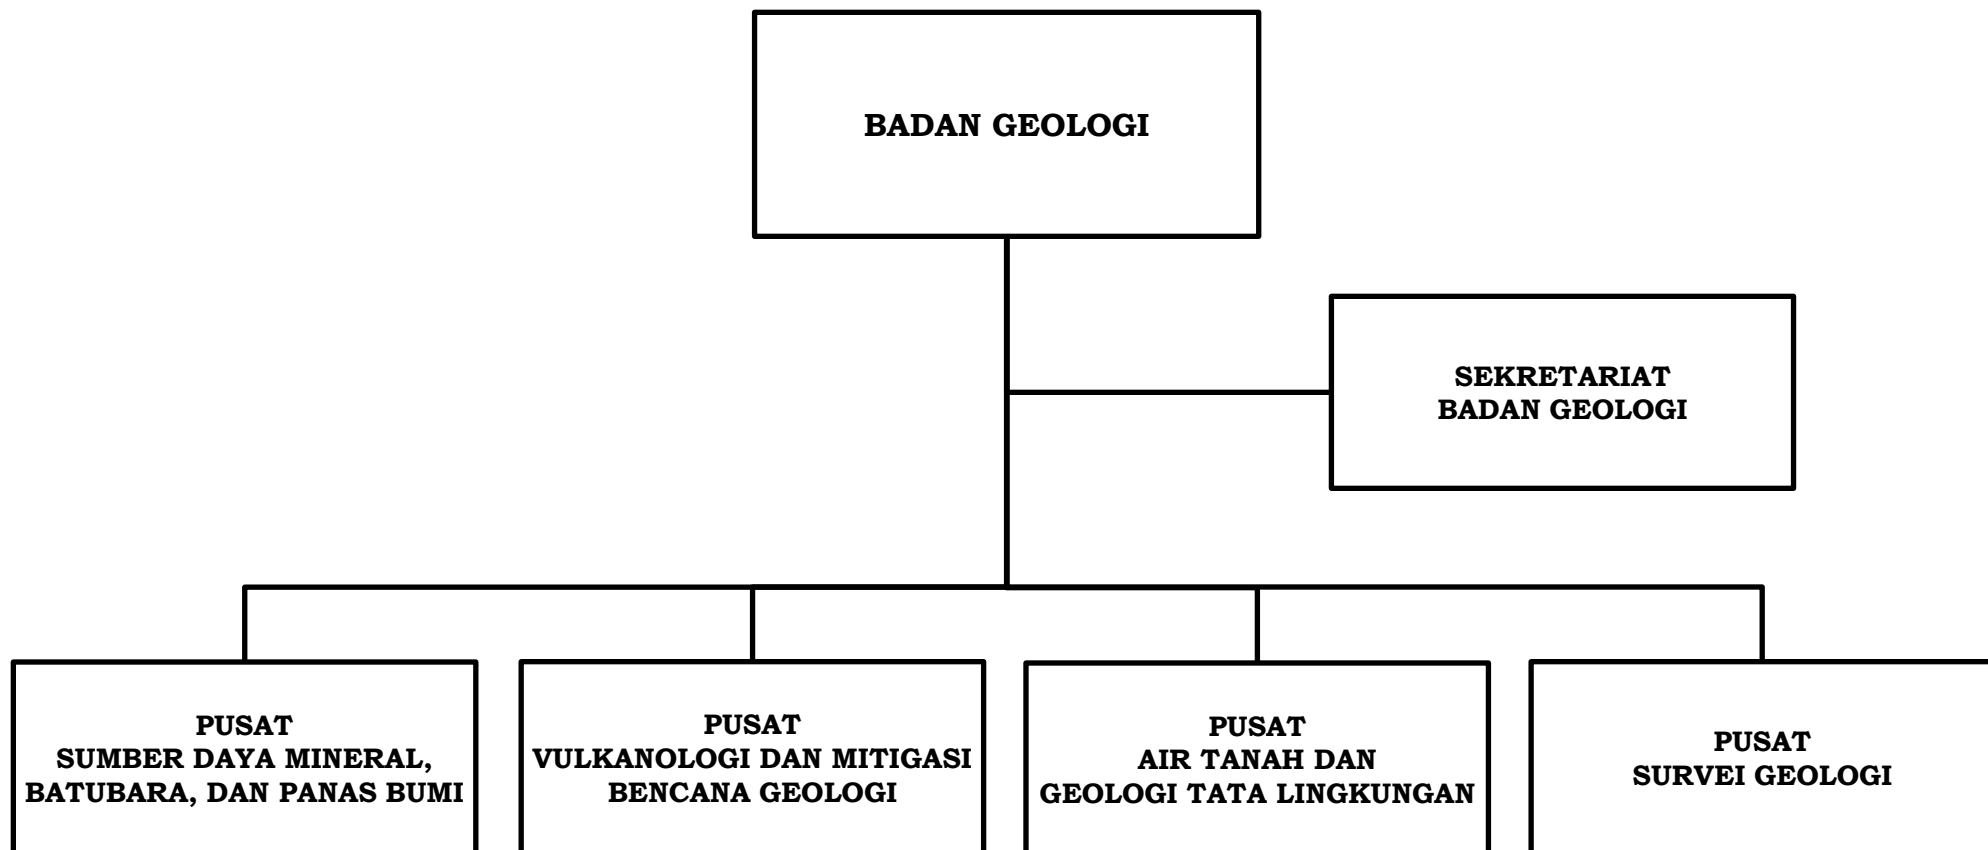 BADAN GEOLOGI
SEKRETARIAT
BADAN GEOLOGI
PUSAT
SUMBER DAYA MINERAL,
BATUBARA, DAN PANAS BUMI
PUSAT
VULKANOLOGI DAN MITIGASI
BENCANA GEOLOGI
PUSAT
AIR TANAH DAN
GEOLOGI TATA LINGKUNGAN
PUSAT
SURVEI GEOLOGI